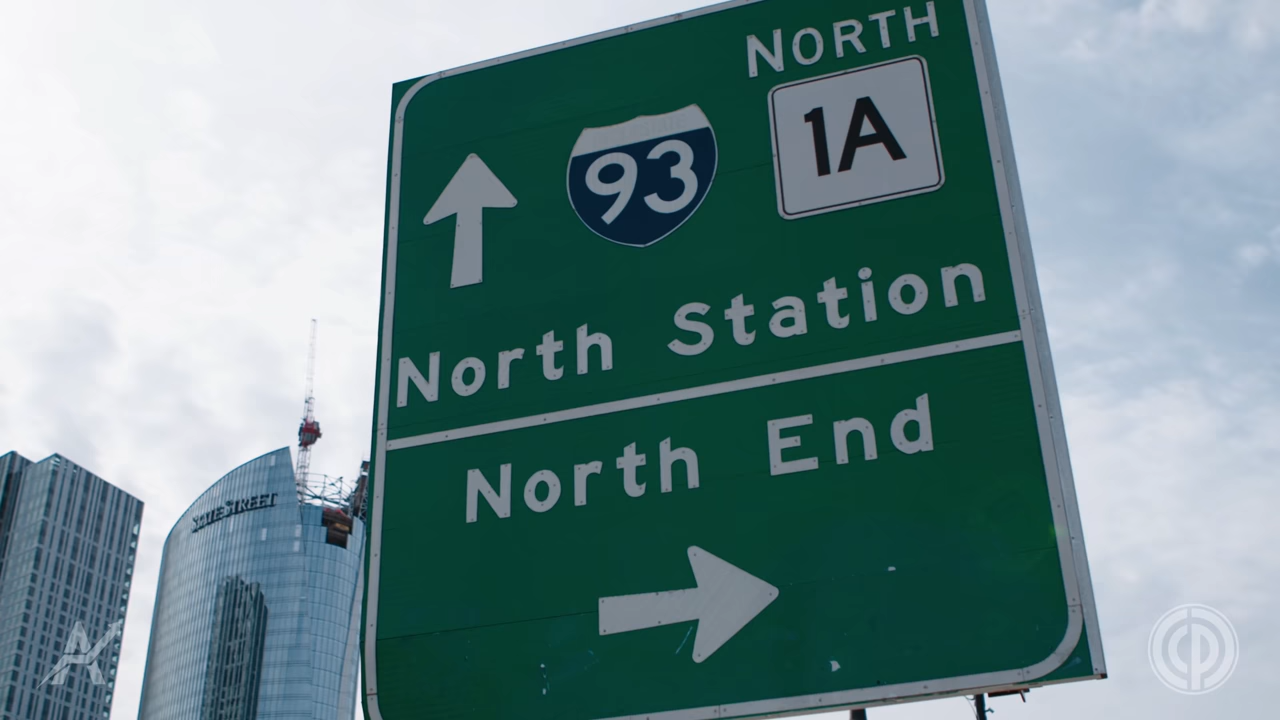 NORTH
93
1A
North Station
North End
STATE STREET